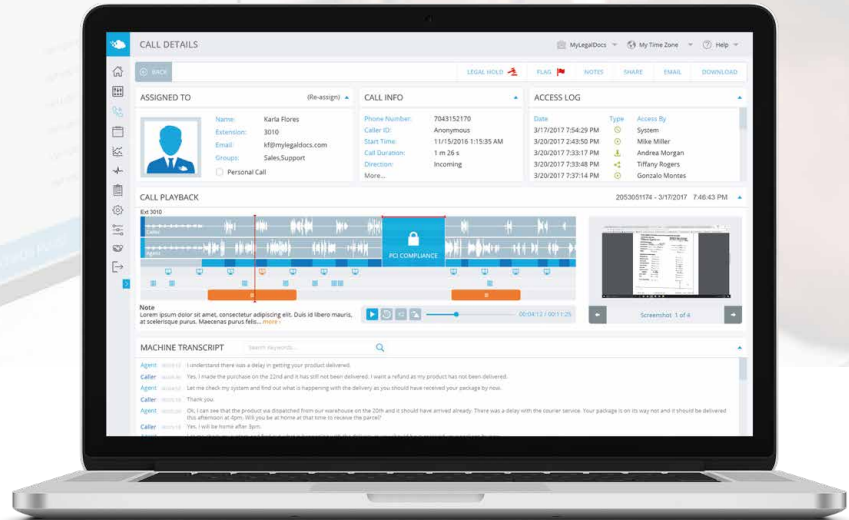 CALL DETAILS
MyLegalDocs
My Time Zone
Help
BACK
LEGAL HOLD
FLAG
NOTES
SHARE
EMAIL
DOWNLOAD
ASSIGNED TO
(Re-assign)
Name: Karla Flores
Extension: 3010
Email: kf@mylegaldocs.com
Groups: Sales,Support
Personal Call
CALL INFO
Phone Number: 7043152170
Caller ID: Anonymous
Start Time: 11/15/2016 1:15:35 AM
Call Duration: 1 m 26 s
Direction: Incoming
More...
ACCESS LOG
Date Type Access By
3/17/2017 7:54:29 PM System
3/20/2017 2:43:50 PM Mike Miller
3/20/2017 7:33:17 PM Andrea Morgan
3/20/2017 7:33:48 PM Tiffany Rogers
3/20/2017 7:37:14 PM Gonzalo Montes
CALL PLAYBACK
2053051174 - 3/17/2017 7:46:43 PM
Ext 3010
Caller
Agent
PCI COMPLIANCE
Note
Lorem ipsum dolor sit amet, consectetur adipiscing elit. Duis id libero mauris,
at scelerisque purus. Maecenas purus felis... more
00:04:12 / 00:11:25
Screenshot 1 of 4
MACHINE TRANSCRIPT
Search Keywords...
Agent I understand there was a delay in getting your product delivered.
Caller Yes, I made the purchase on the 22nd and it has still not been delivered. I want a refund as my product has not been delivered.
Agent Let me check my system and find out what is happening with the delivery as you should have received your package by now.
Caller Thank you
Agent Ok, I can see that the product was dispatched from our warehouse on the 20th and it should have arrived already. There was a delay with the courier service. Your package is on its way not and it should be delivered
this afternoon at 4pm. Will you be at home at that time to receive the parcel?
Caller Yes, I will be home after 3pm.